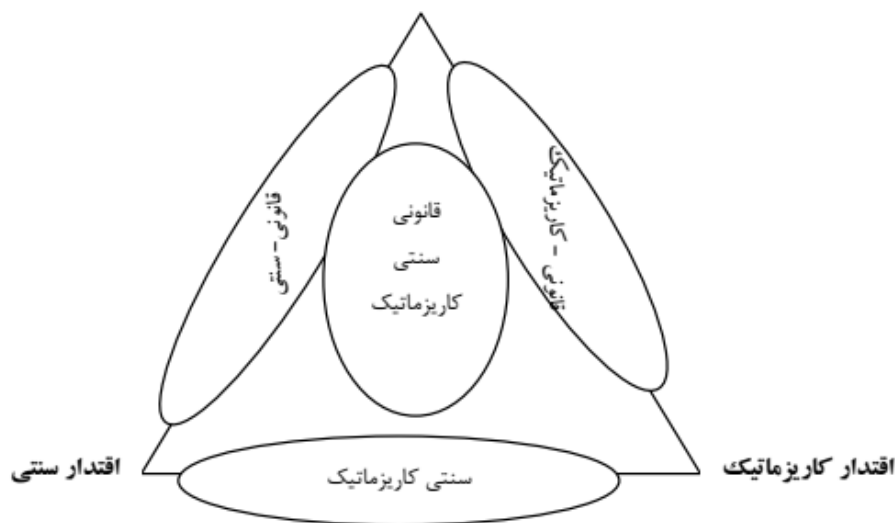 قانونی - کاریزماتیک
قانونی-سنتی
قانونی
سنتی
کاریزماتیک
اقتدار کاریزماتیک
سنتی کاریزماتیک
اقتدار سنتی